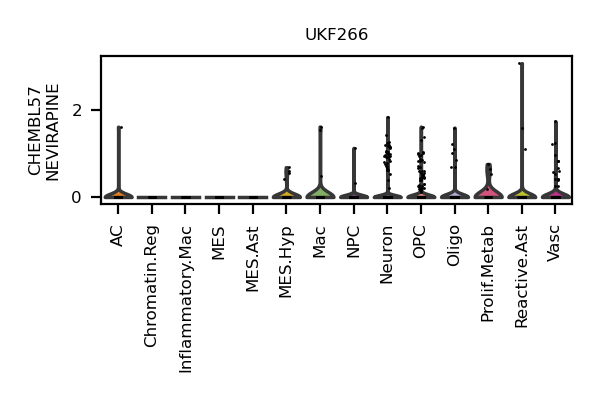 UKF266
CHEMBL57
NEVIRAPINE
2
0
AC
Chromatin.Reg
Inflammatory.Mac
MES
MES.Ast
MES.Hyp
Mac
NPC
Neuron
OPC
Oligo
Prolif.Metab
Reactive.Ast
Vasc